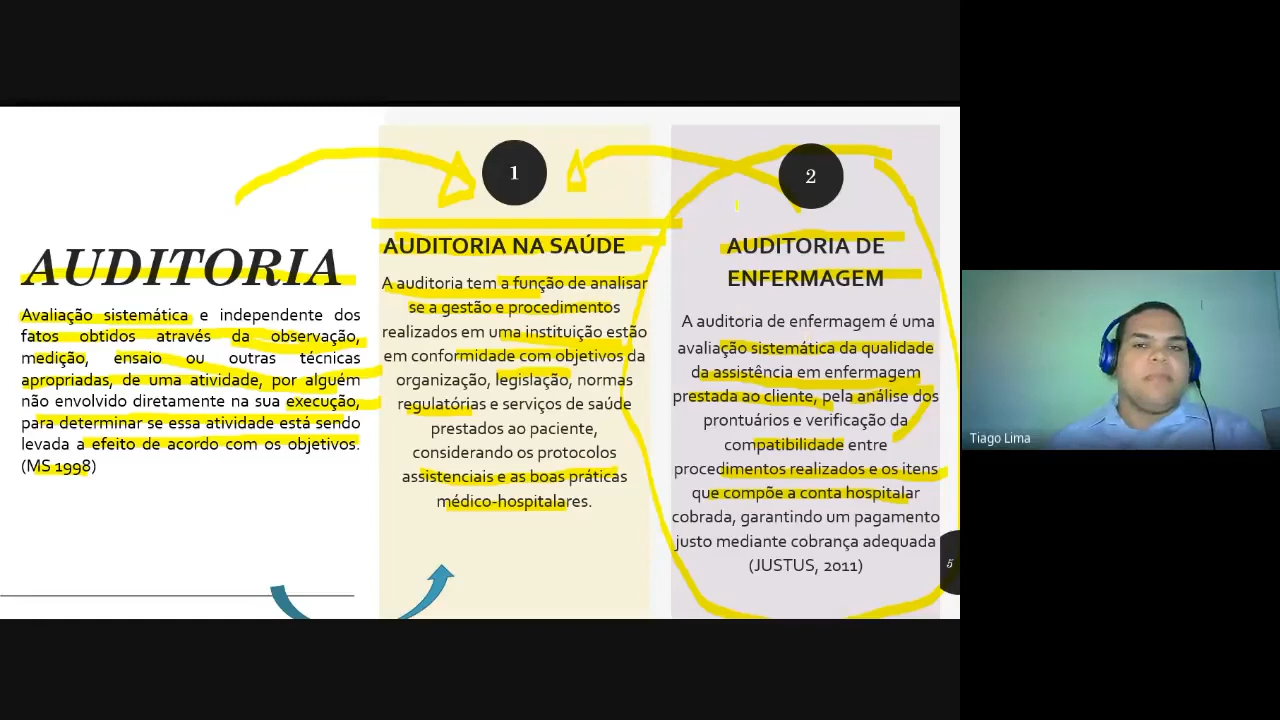 AUDITORIA
Avaliação sistemática e independente dos
fatos obtidos através da observação,
medição, ensaio ou outras técnicas
apropriadas, de uma atividade, por alguém
não envolvido diretamente na sua execução,
para determinar se essa atividade está sendo
levada a efeito de acordo com os objetivos.
(MS 1998)
1
AUDITORIA NA SAÚDE
A auditoria tem a função de analisar
se a gestão e procedimentos
realizados em uma instituição estão
em conformidade com objetivos da
organização, legislação, normas
regulatórias e serviços de saúde
prestados ao paciente,
considerando os protocolos
assistenciais e as boas práticas
médico-hospitalares.
2
AUDITORIA DE
ENFERMAGEM
A auditoria de enfermagem é uma
avaliação sistemática da qualidade
da assistência em enfermagem
prestada ao cliente, pela análise dos
prontuários e verificação da
compatibilidade entre
procedimentos realizados e os itens
que compõe a conta hospitalar
cobrada, garantindo um pagamento
justo mediante cobrança adequada
(JUSTUS, 2011)
5
Tiago Lima